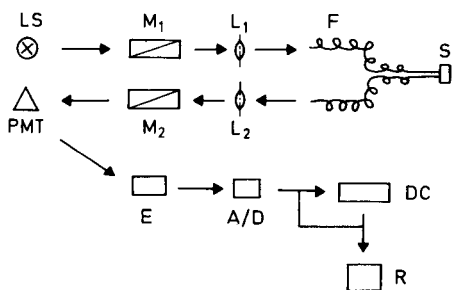 LS M₁ L₁ F S
PMT M₂ L₂
E A/D DC
R